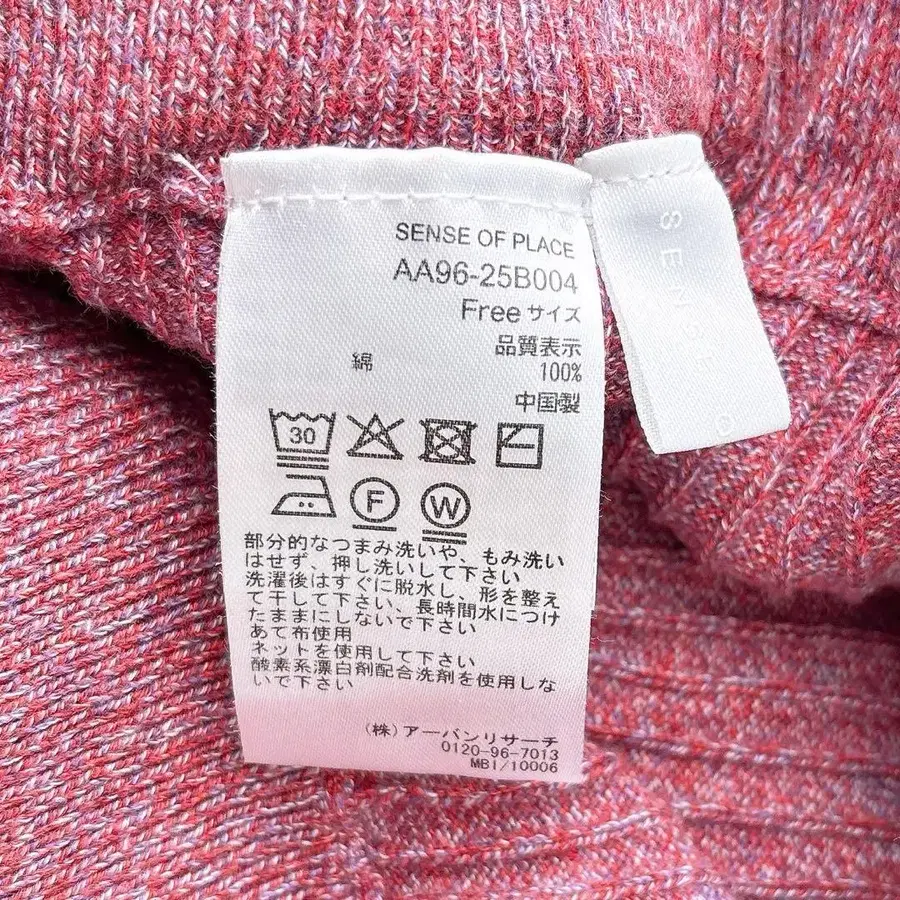 SENSE OF PLACE
AA96-25B004
Free サイズ
品質表示
綿 100%
中国製
30
F
W
部分的なつまみ洗いや、もみ洗い
はせず、押し洗いして下さい
洗濯後はすぐに脱水し、形を整え
て干して下さい、長時間水につけ
たままにしないで下さい
あて布使用
ネットを使用して下さい
酸素系漂白剤配合洗剤を使用しな
いで下さい
(株) アーバンリサーチ
0120-96-7013
MBI/10006
SENS